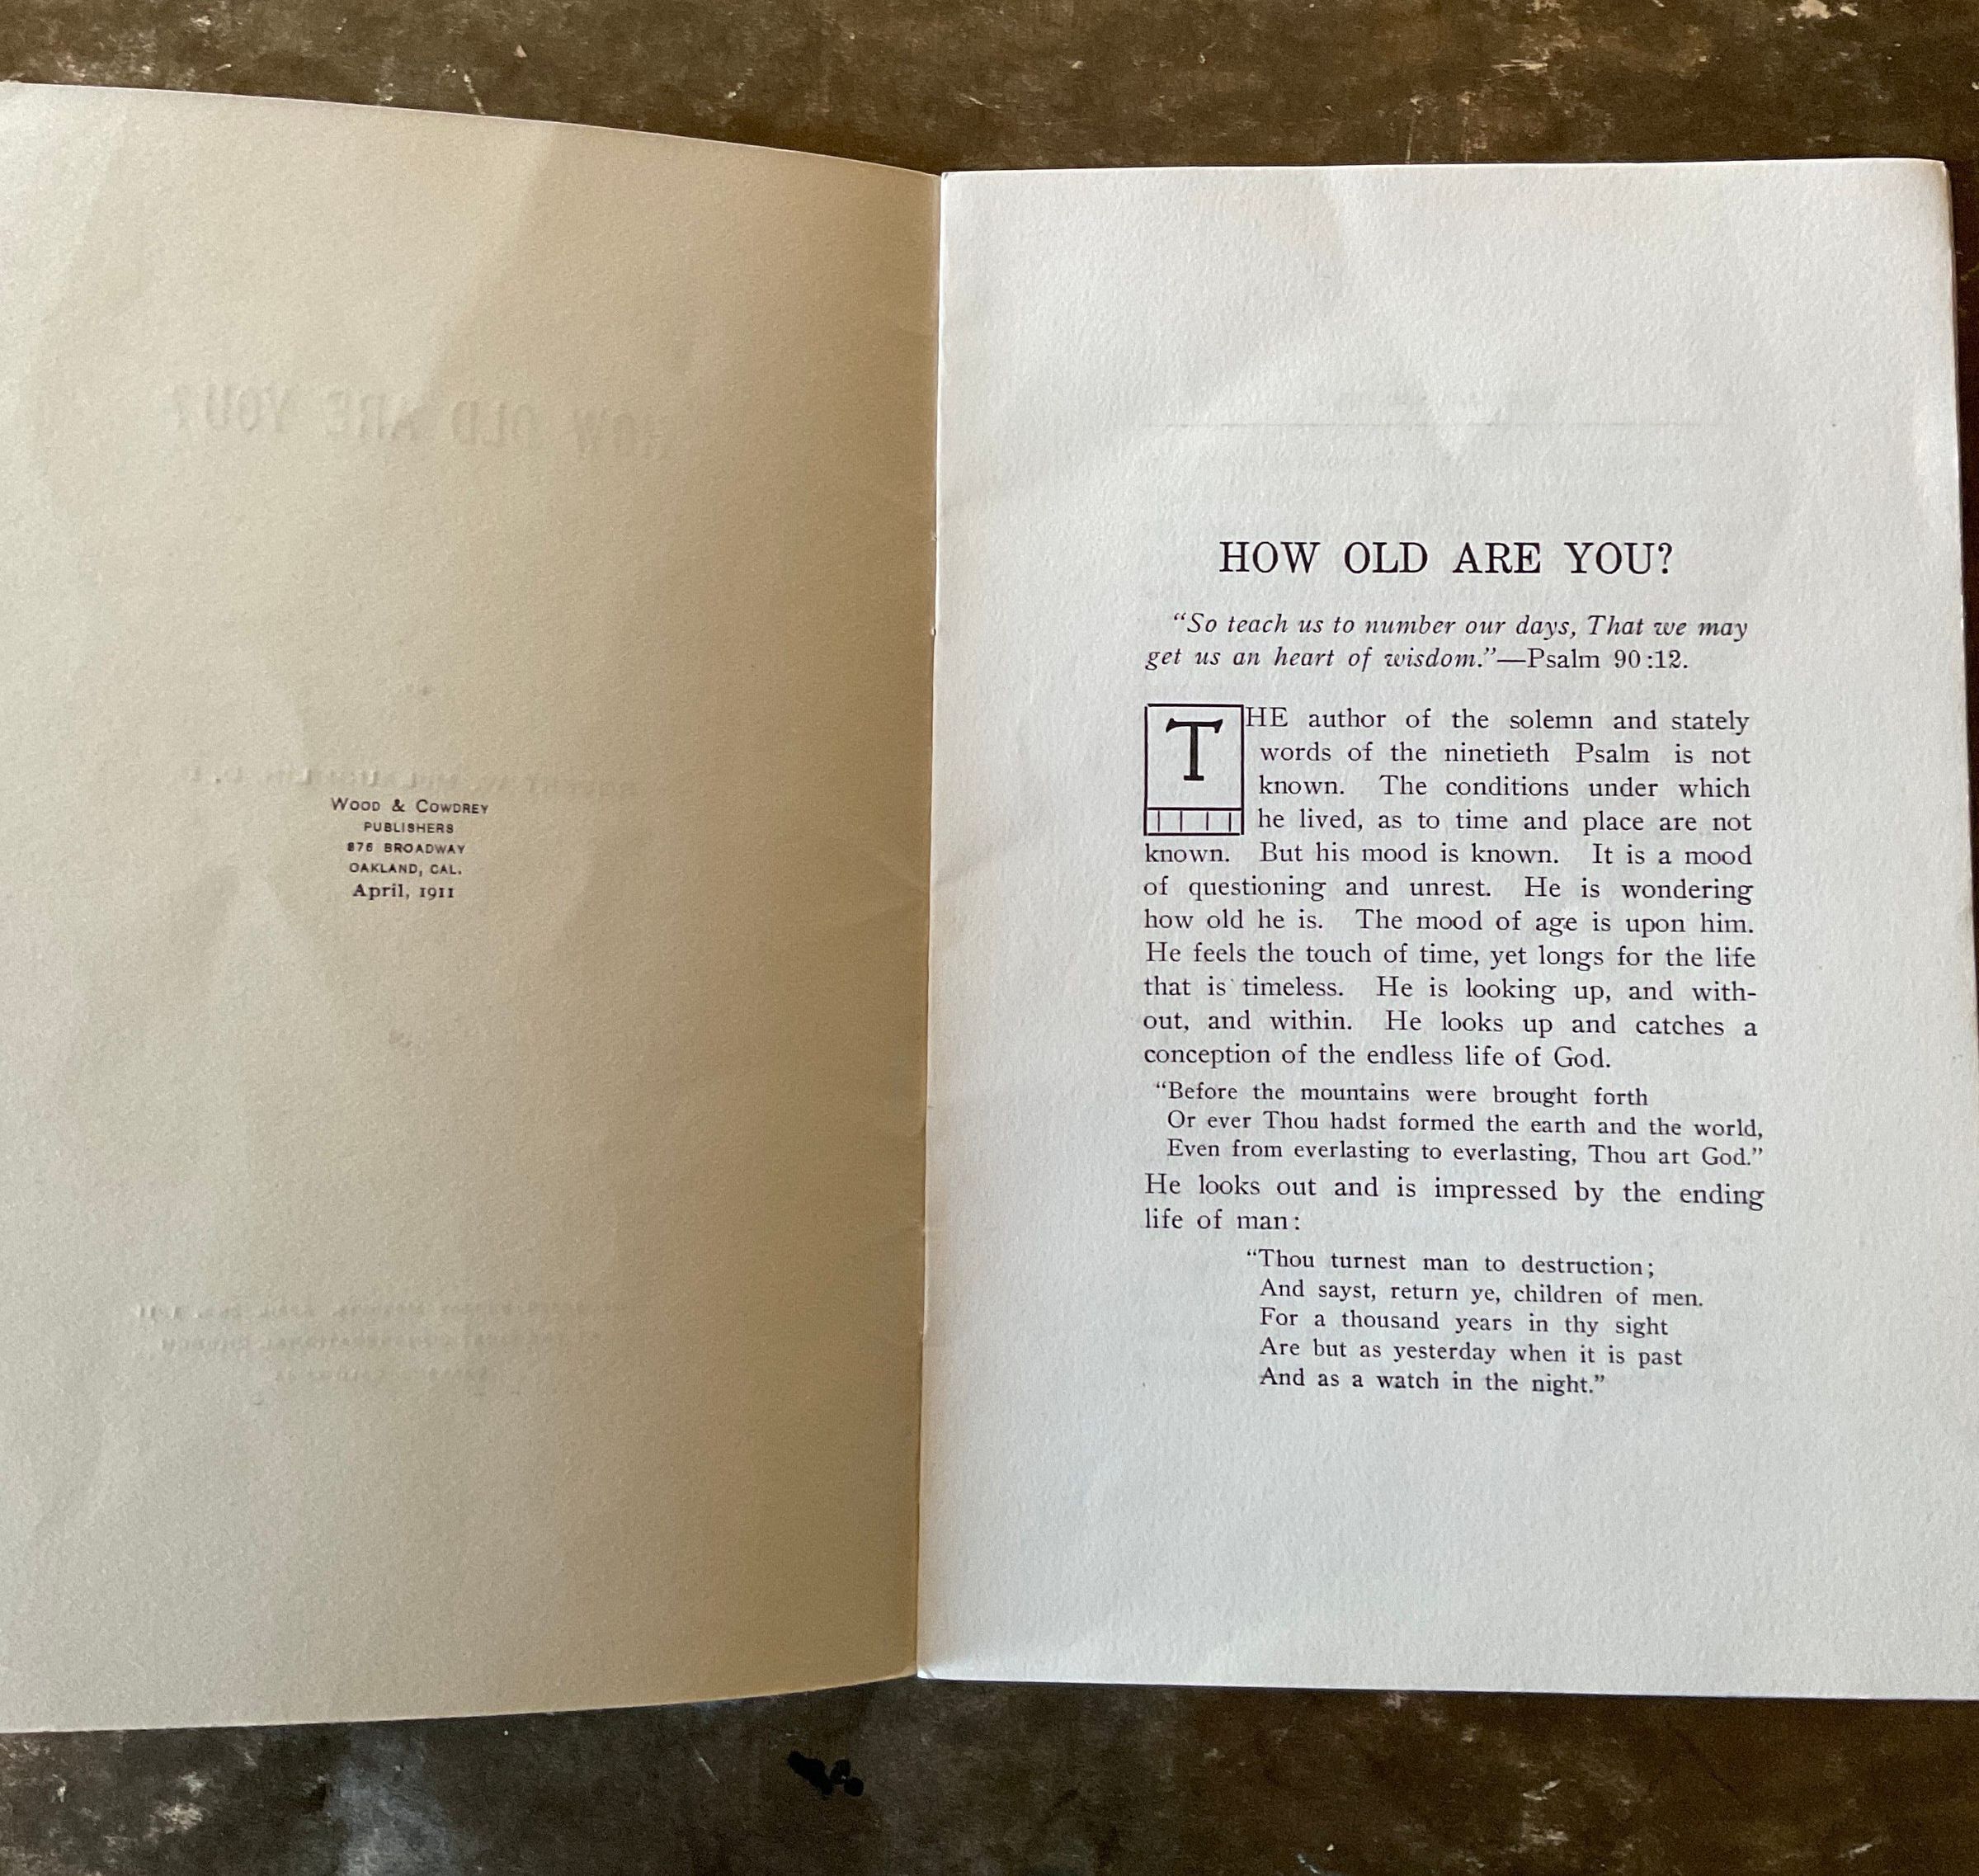 HOW OLD ARE YOU?
WOOD & COWDREY
PUBLISHERS
876 BROADWAY
OAKLAND, CAL.
April, 1911
HOW OLD ARE YOU?
“So teach us to number our days, That we may
get us an heart of wisdom.”—Psalm 90:12.
THE author of the solemn and stately
words of the ninetieth Psalm is not
known. The conditions under which
he lived, as to time and place are not
known. But his mood is known. It is a mood
of questioning and unrest. He is wondering
how old he is. The mood of age is upon him.
He feels the touch of time, yet longs for the life
that is timeless. He is looking up, and with-
out, and within. He looks up and catches a
conception of the endless life of God.
“Before the mountains were brought forth
Or ever Thou hadst formed the earth and the world,
Even from everlasting to everlasting, Thou art God.”
He looks out and is impressed by the ending
life of man:
“Thou turnest man to destruction;
And sayst, return ye, children of men.
For a thousand years in thy sight
Are but as yesterday when it is past
And as a watch in the night.”